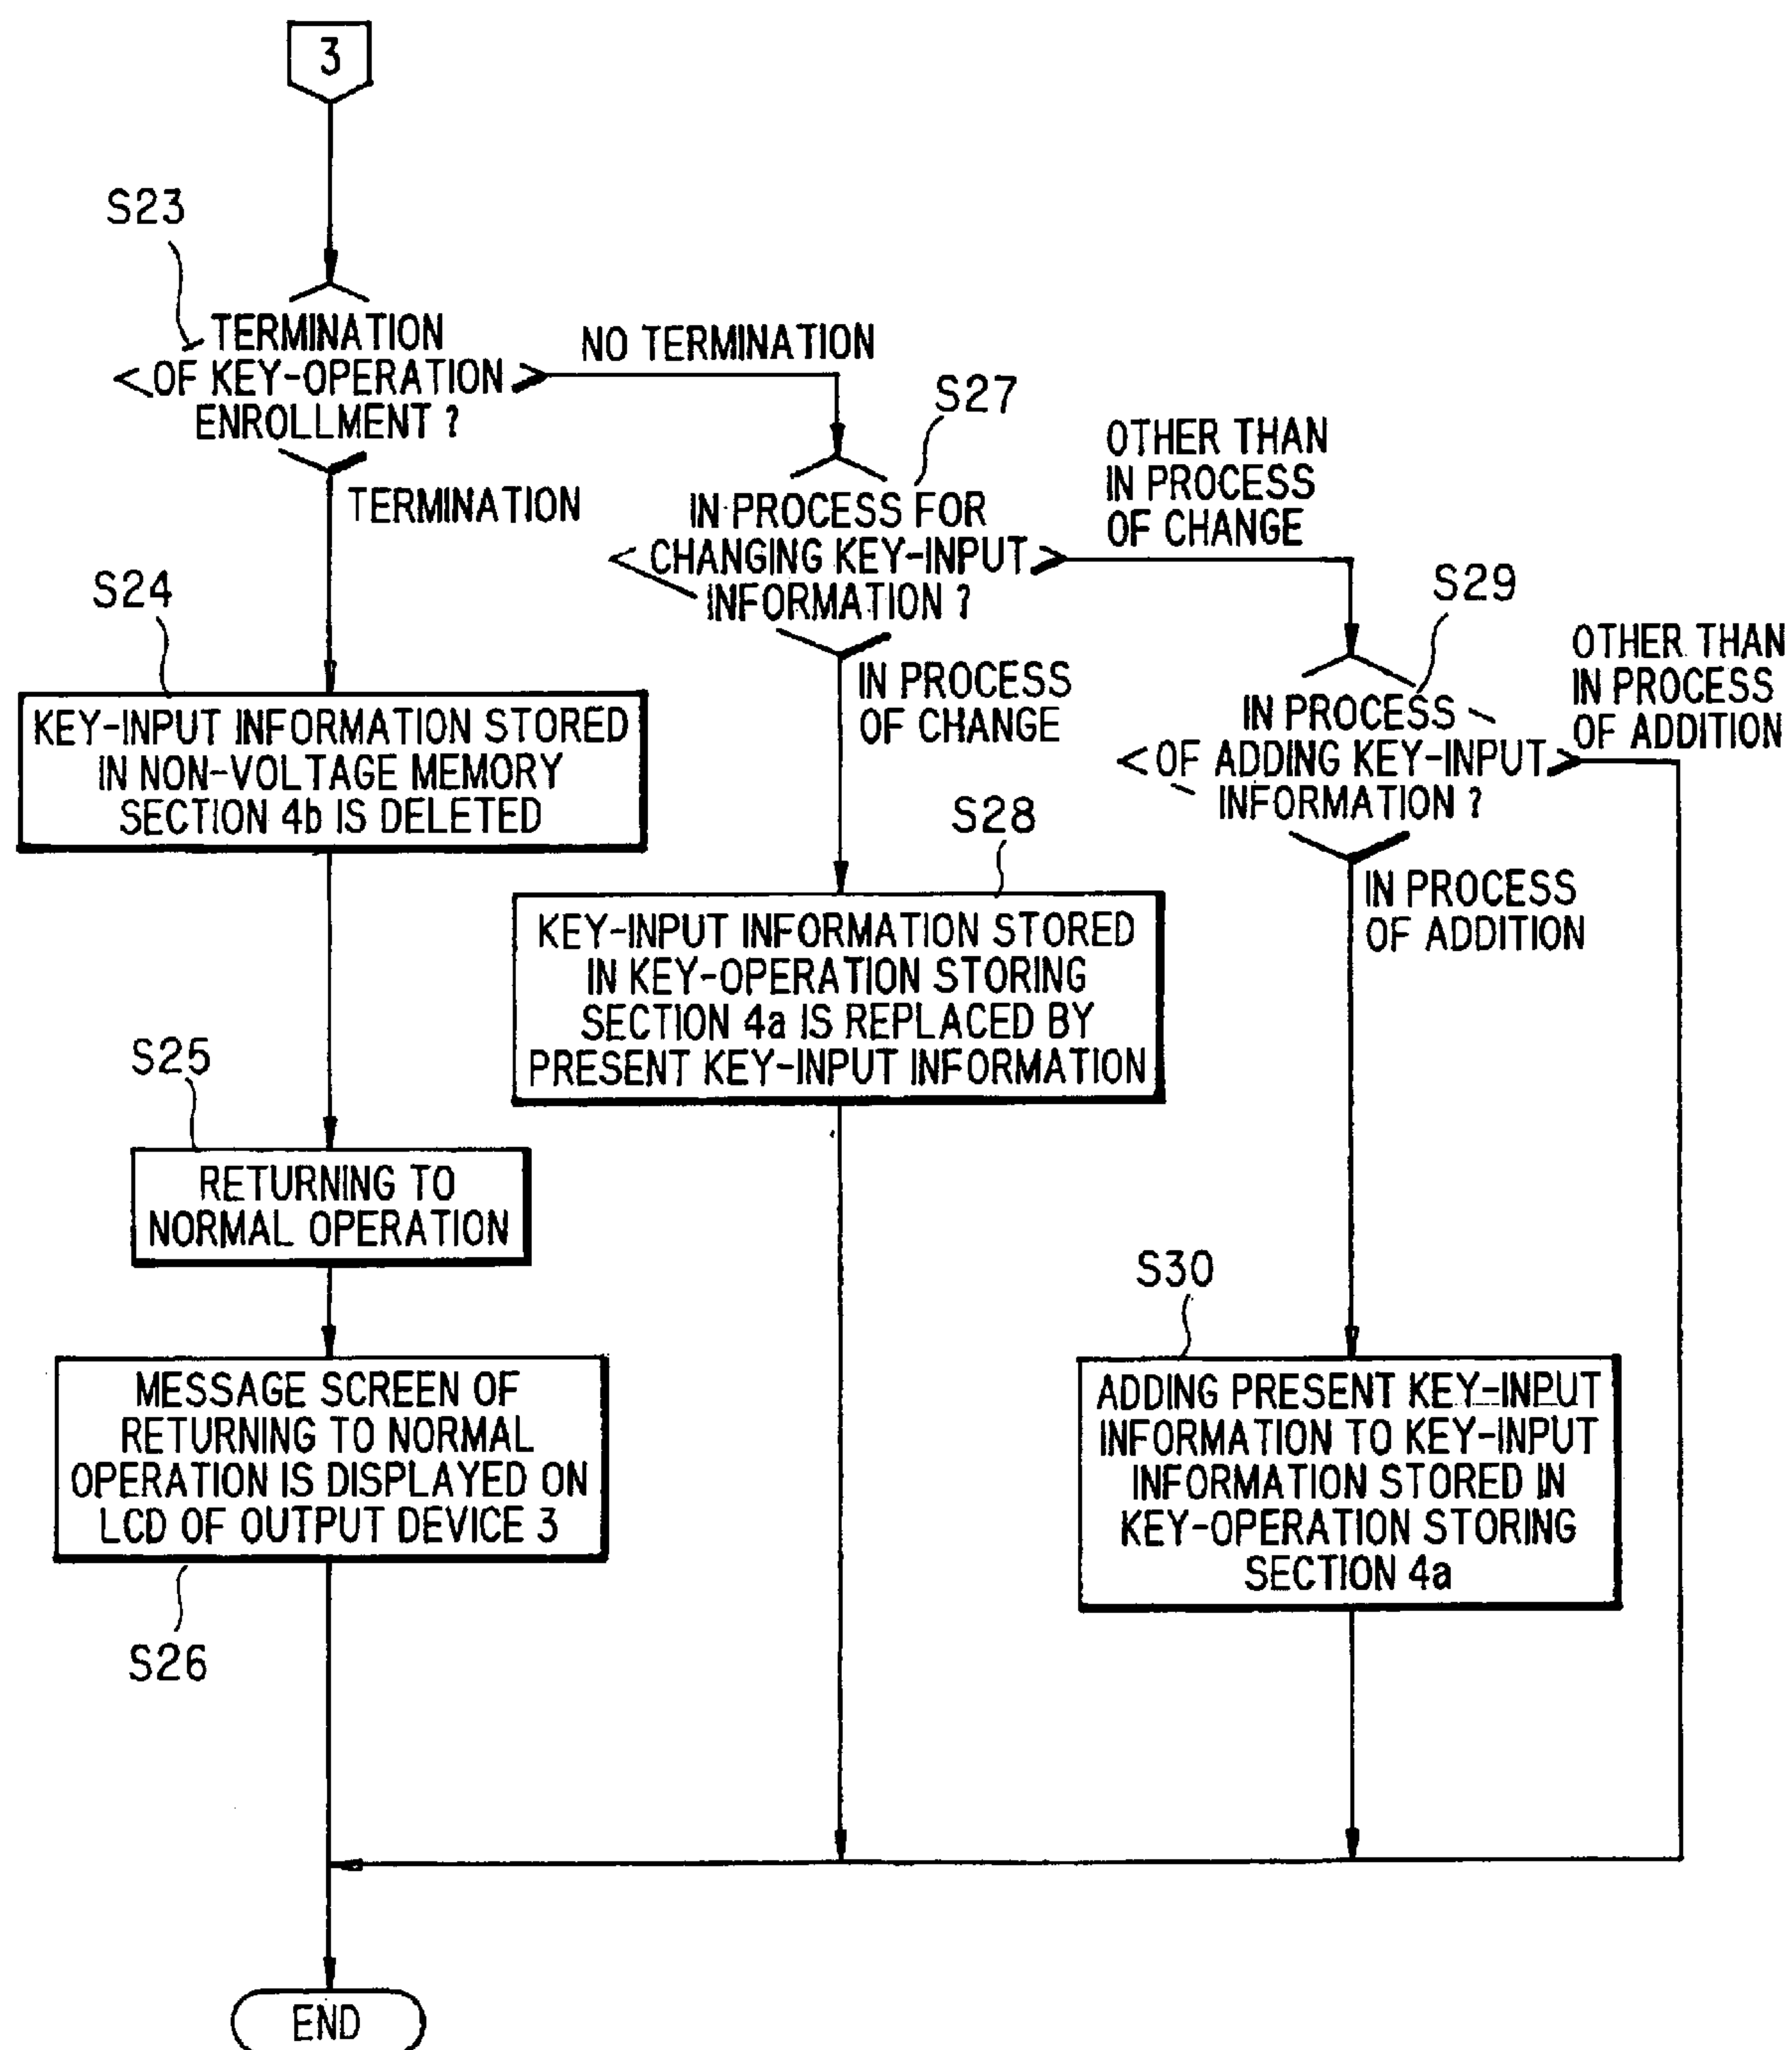 3
S23
TERMINATION
OF KEY-OPERATION
ENROLLMENT ?
NO TERMINATION
TERMINATION
S27
IN PROCESS FOR
CHANGING KEY-INPUT
INFORMATION ?
OTHER THAN
IN PROCESS
OF CHANGE
IN PROCESS
OF CHANGE
S29
IN PROCESS
OF ADDING KEY-INPUT
INFORMATION ?
OTHER THAN
IN PROCESS
OF ADDITION
IN PROCESS
OF ADDITION
S24
KEY-INPUT INFORMATION STORED
IN NON-VOLTAGE MEMORY
SECTION 4b IS DELETED
S28
KEY-INPUT INFORMATION STORED
IN KEY-OPERATION STORING
SECTION 4a IS REPLACED BY
PRESENT KEY-INPUT INFORMATION
S25
RETURNING TO
NORMAL OPERATION
S30
ADDING PRESENT KEY-INPUT
INFORMATION TO KEY-INPUT
INFORMATION STORED IN
KEY-OPERATION STORING
SECTION 4a
MESSAGE SCREEN OF
RETURNING TO NORMAL
OPERATION IS DISPLAYED ON
LCD OF OUTPUT DEVICE 3
S26
END